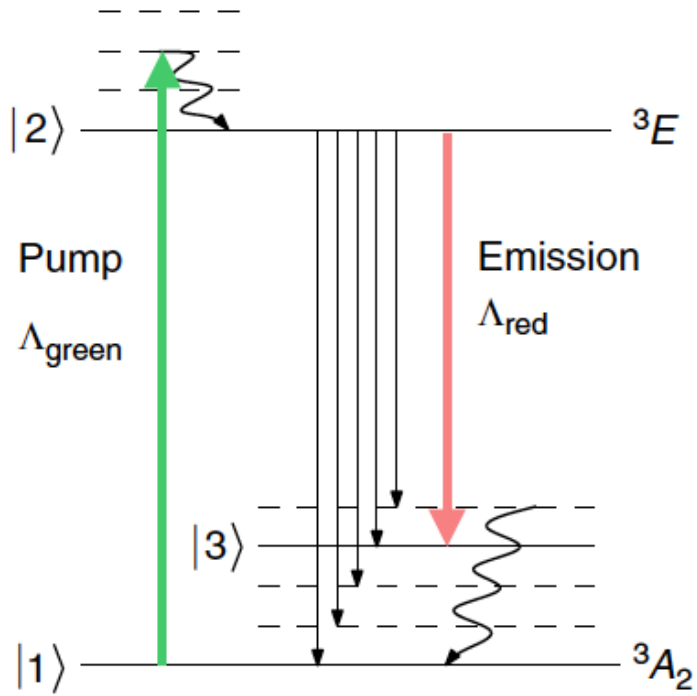 |2⟩
³E
Pump
Λgreen
Emission
Λred
|3⟩
|1⟩
³A₂